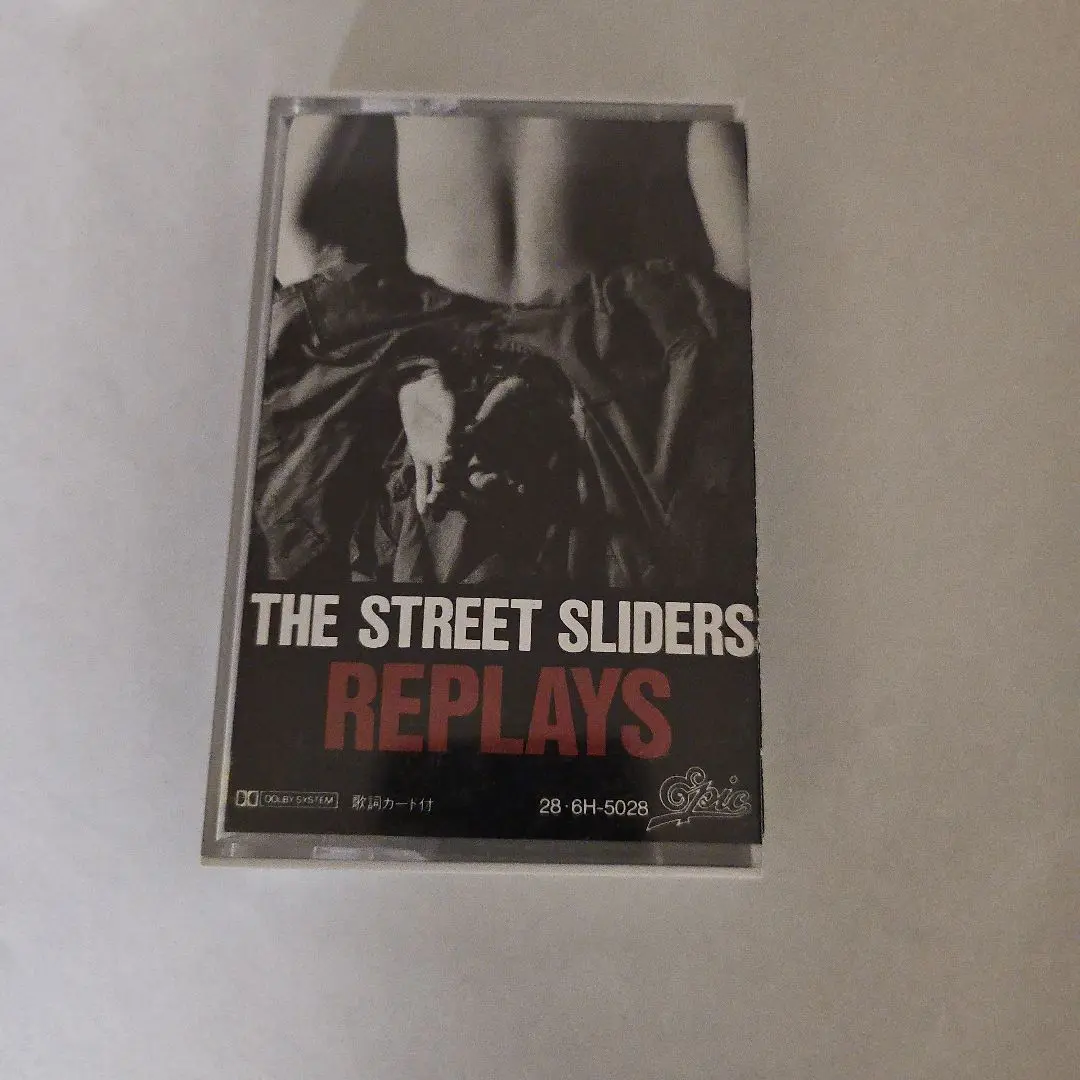 THE STREET SLIDERS
REPLAYS
DOLBY SYSTEM 歌詞カード付 28・6H-5028 Epic